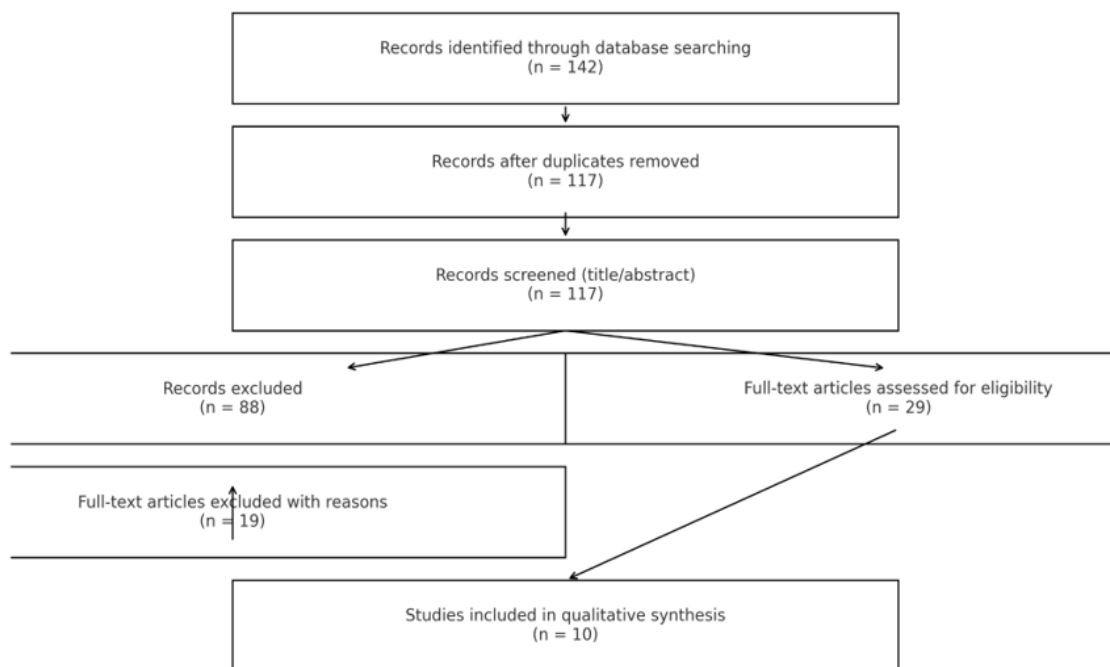 Records identified through database searching
(n = 142)
Records after duplicates removed
(n = 117)
Records screened (title/abstract)
(n = 117)
Records excluded
(n = 88)
Full-text articles assessed for eligibility
(n = 29)
Full-text articles excluded with reasons
(n = 19)
Studies included in qualitative synthesis
(n = 10)